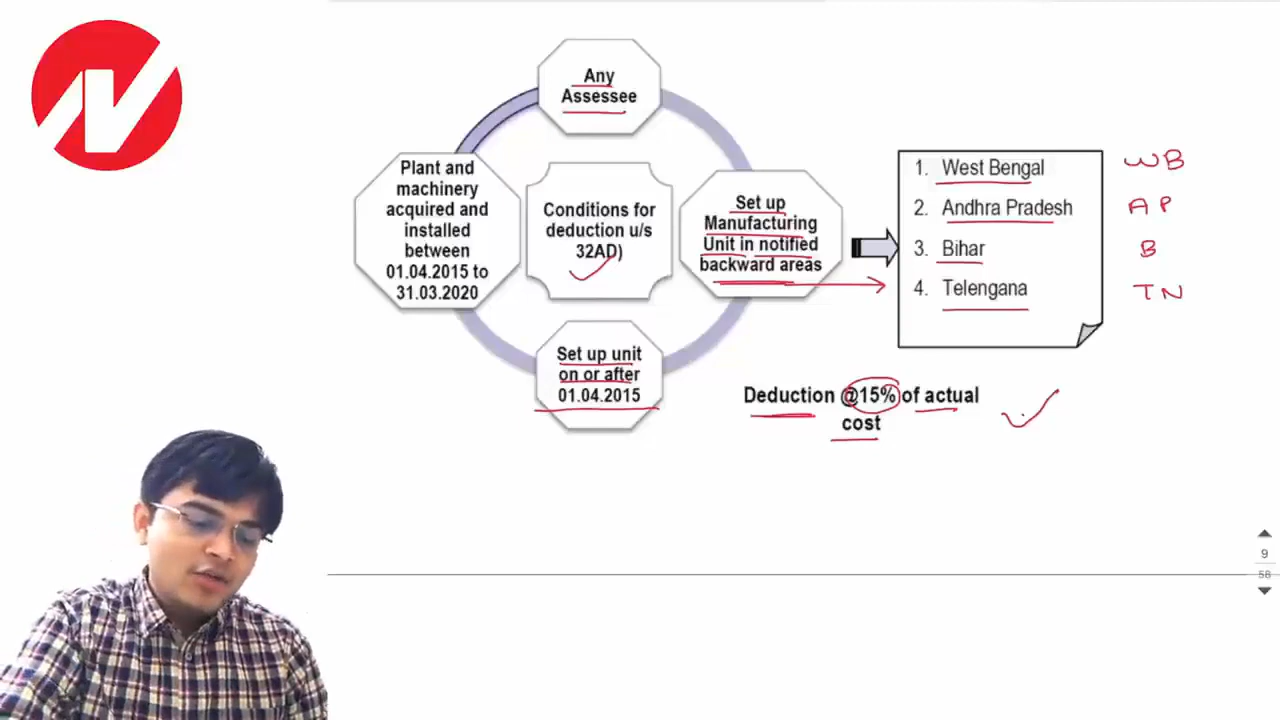 Any
Assessee
Plant and
machinery
acquired and
installed
between
01.04.2015 to
31.03.2020
Conditions for
deduction u/s
32AD)
Set up
Manufacturing
Unit in notified
backward areas
Set up unit
on or after
01.04.2015
1. West Bengal
2. Andhra Pradesh
3. Bihar
4. Telengana
WB
AP
B
TN
Deduction @15% of actual
cost
9
58